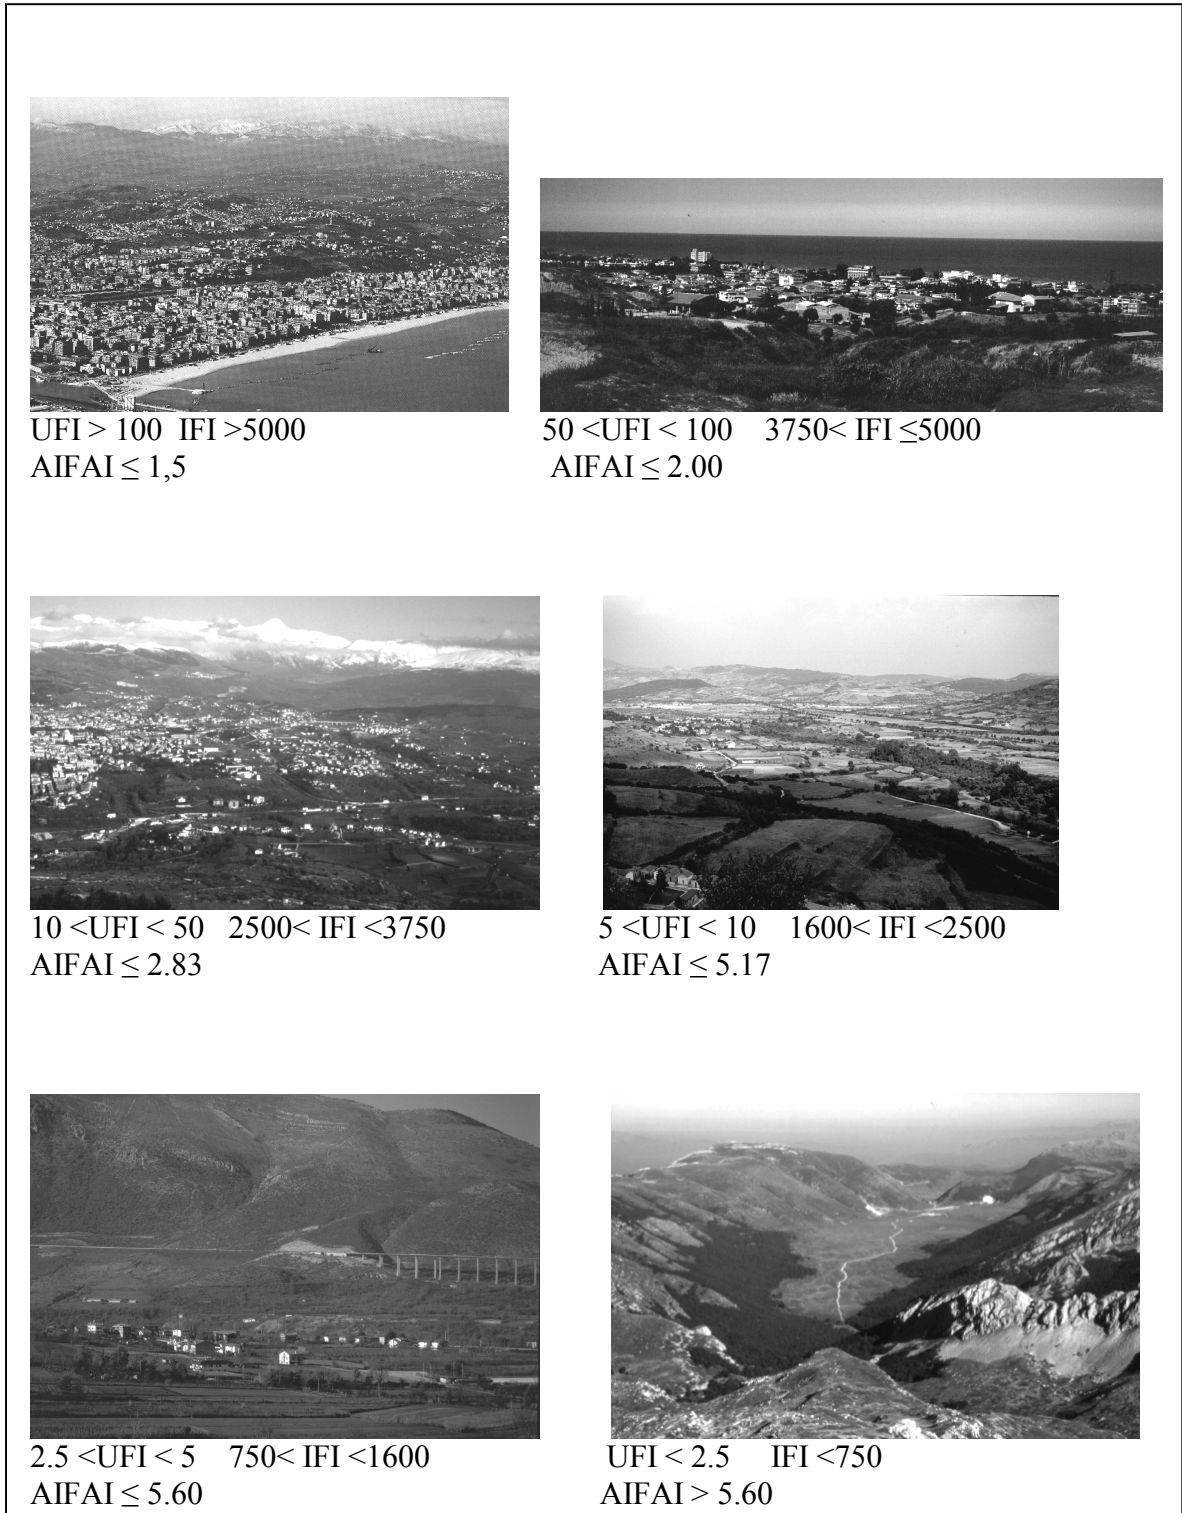 UFI > 100 IFI >5000
AIFAI ≤ 1,5
50 <UFI < 100 3750< IFI ≤5000
AIFAI ≤ 2.00
10 <UFI < 50 2500< IFI <3750
AIFAI ≤ 2.83
5 <UFI < 10 1600< IFI <2500
AIFAI ≤ 5.17
2.5 <UFI < 5 750< IFI <1600
AIFAI ≤ 5.60
UFI < 2.5 IFI <750
AIFAI > 5.60